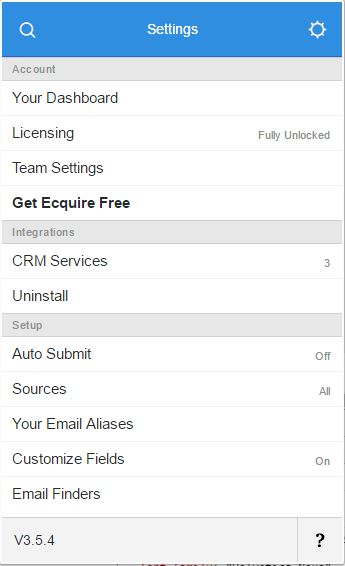 Settings
Account
Your Dashboard
Licensing Fully Unlocked
Team Settings
Get Ecquire Free
Integrations
CRM Services 3
Uninstall
Setup
Auto Submit Off
Sources All
Your Email Aliases
Customize Fields On
Email Finders
V3.5.4 ?